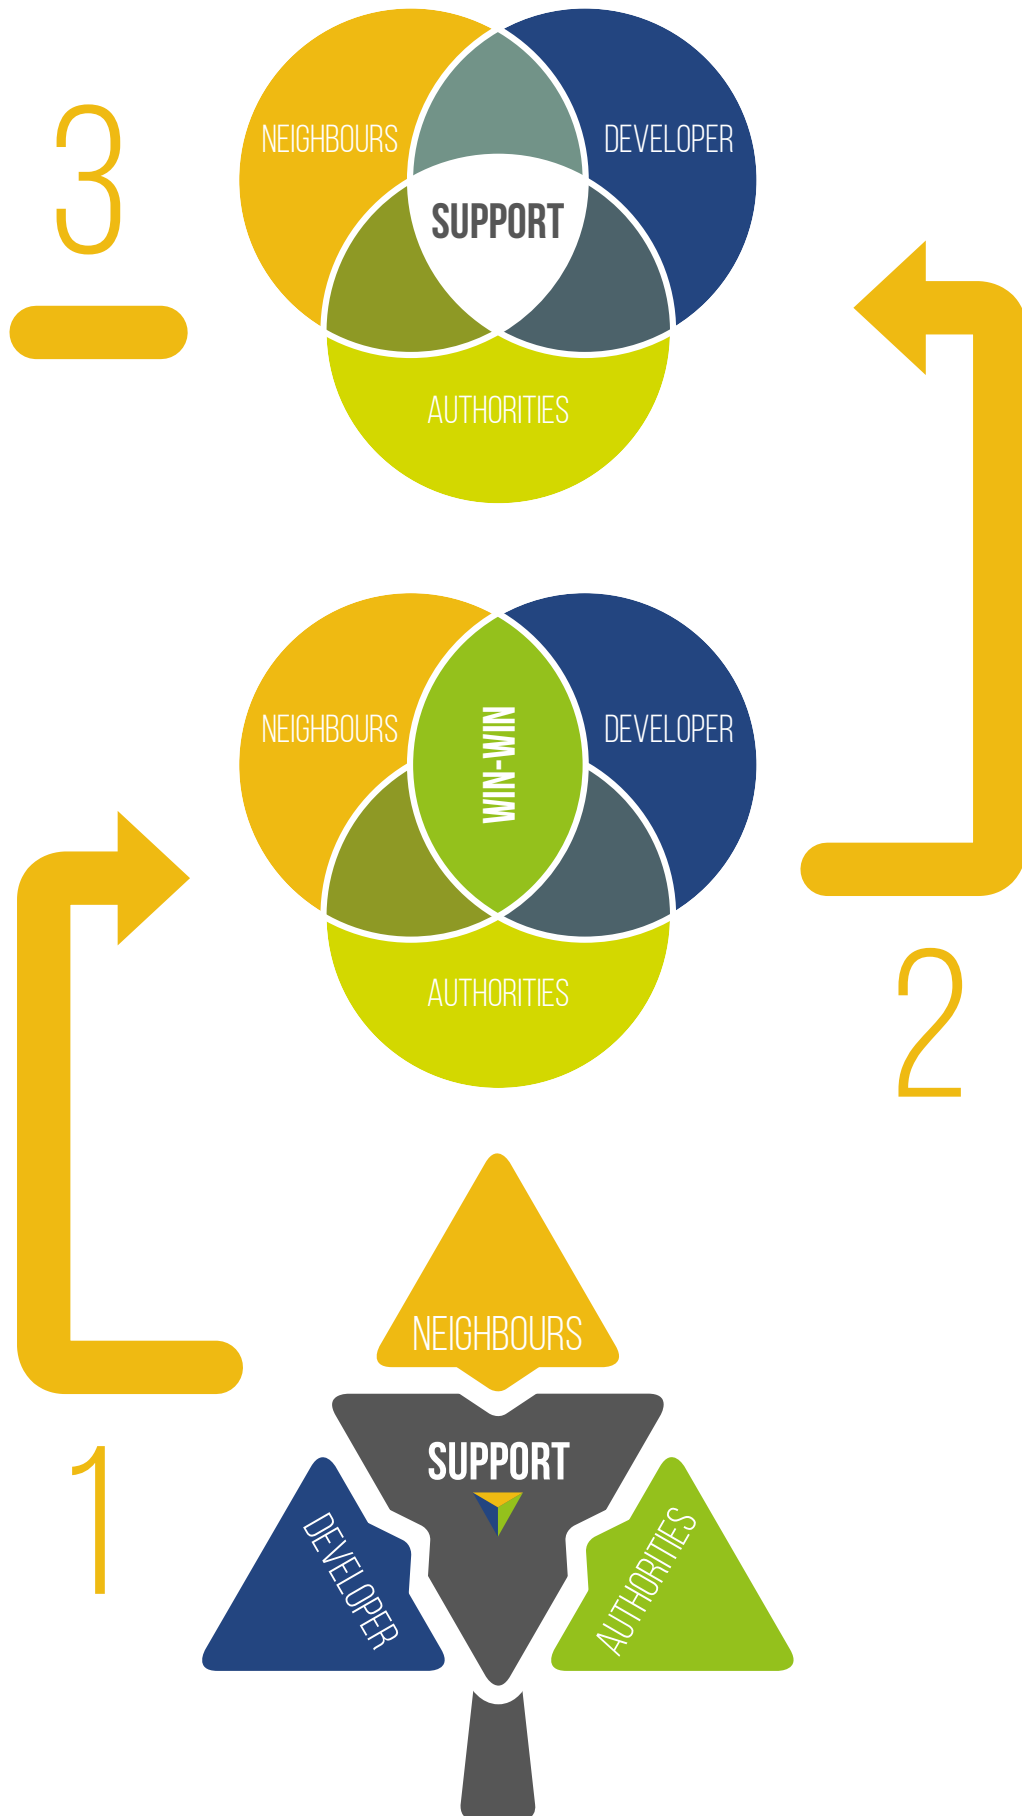 3
NEIGHBOURS
DEVELOPER
SUPPORT
AUTHORITIES
NEIGHBOURS
WIN-WIN
DEVELOPER
AUTHORITIES
2
NEIGHBOURS
1
SUPPORT
DEVELOPER
AUTHORITIES